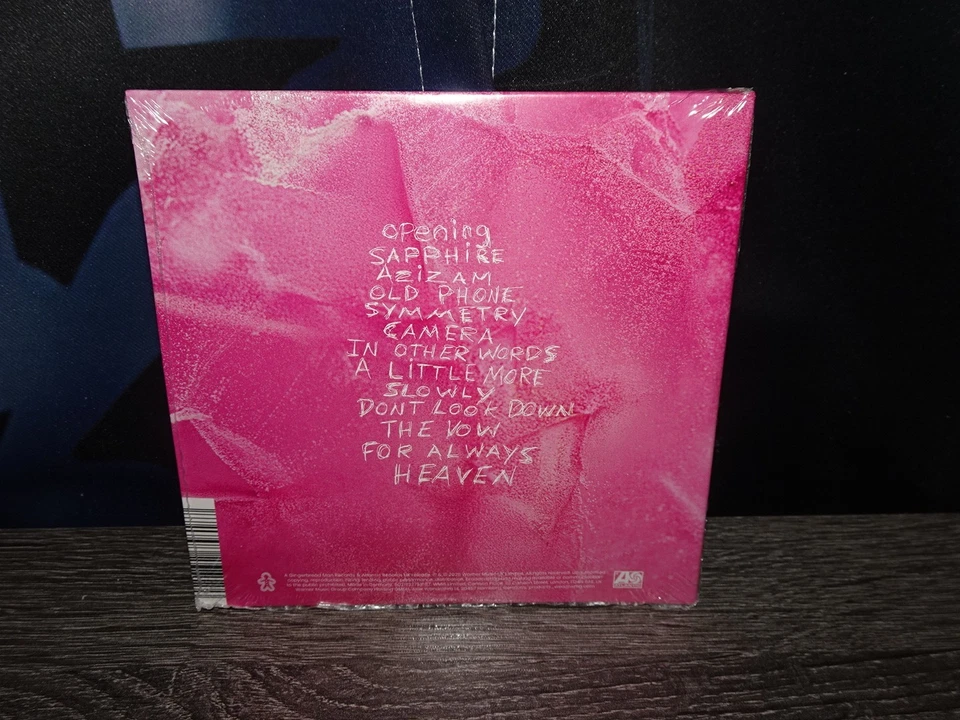 opening
SAPPHiRE
AziZAM
OLD PHONE
SYMMETRY
CAMERA
IN OTHER WORDS
A LITTLE MORE
SLOWLY
DONT LOOK DOWN
THE VOW
FOR ALWAYS
HEAVEN